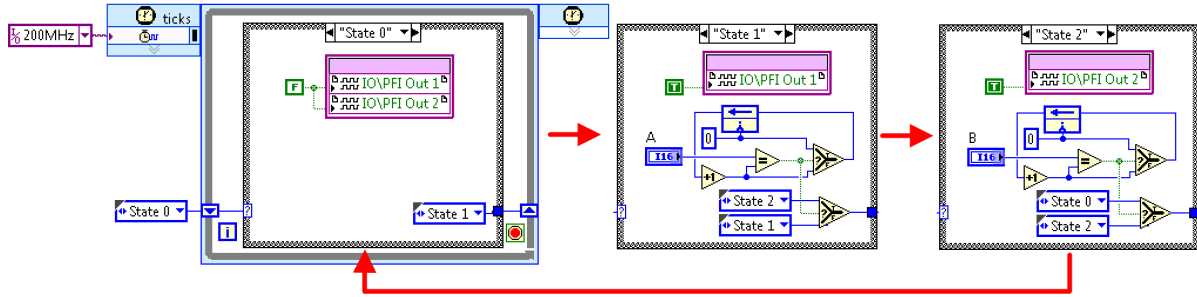 ticks
200MHz
"State 0"
F
IO\PFI Out 1
IO\PFI Out 2
State 0
i
?
State 1
"State 1"
T
IO\PFI Out 1
0
A
I16
+1
=
?
F
State 2
State 1
?
F
?
"State 2"
T
IO\PFI Out 2
0
B
I16
+1
=
?
F
State 0
State 2
?
F
?